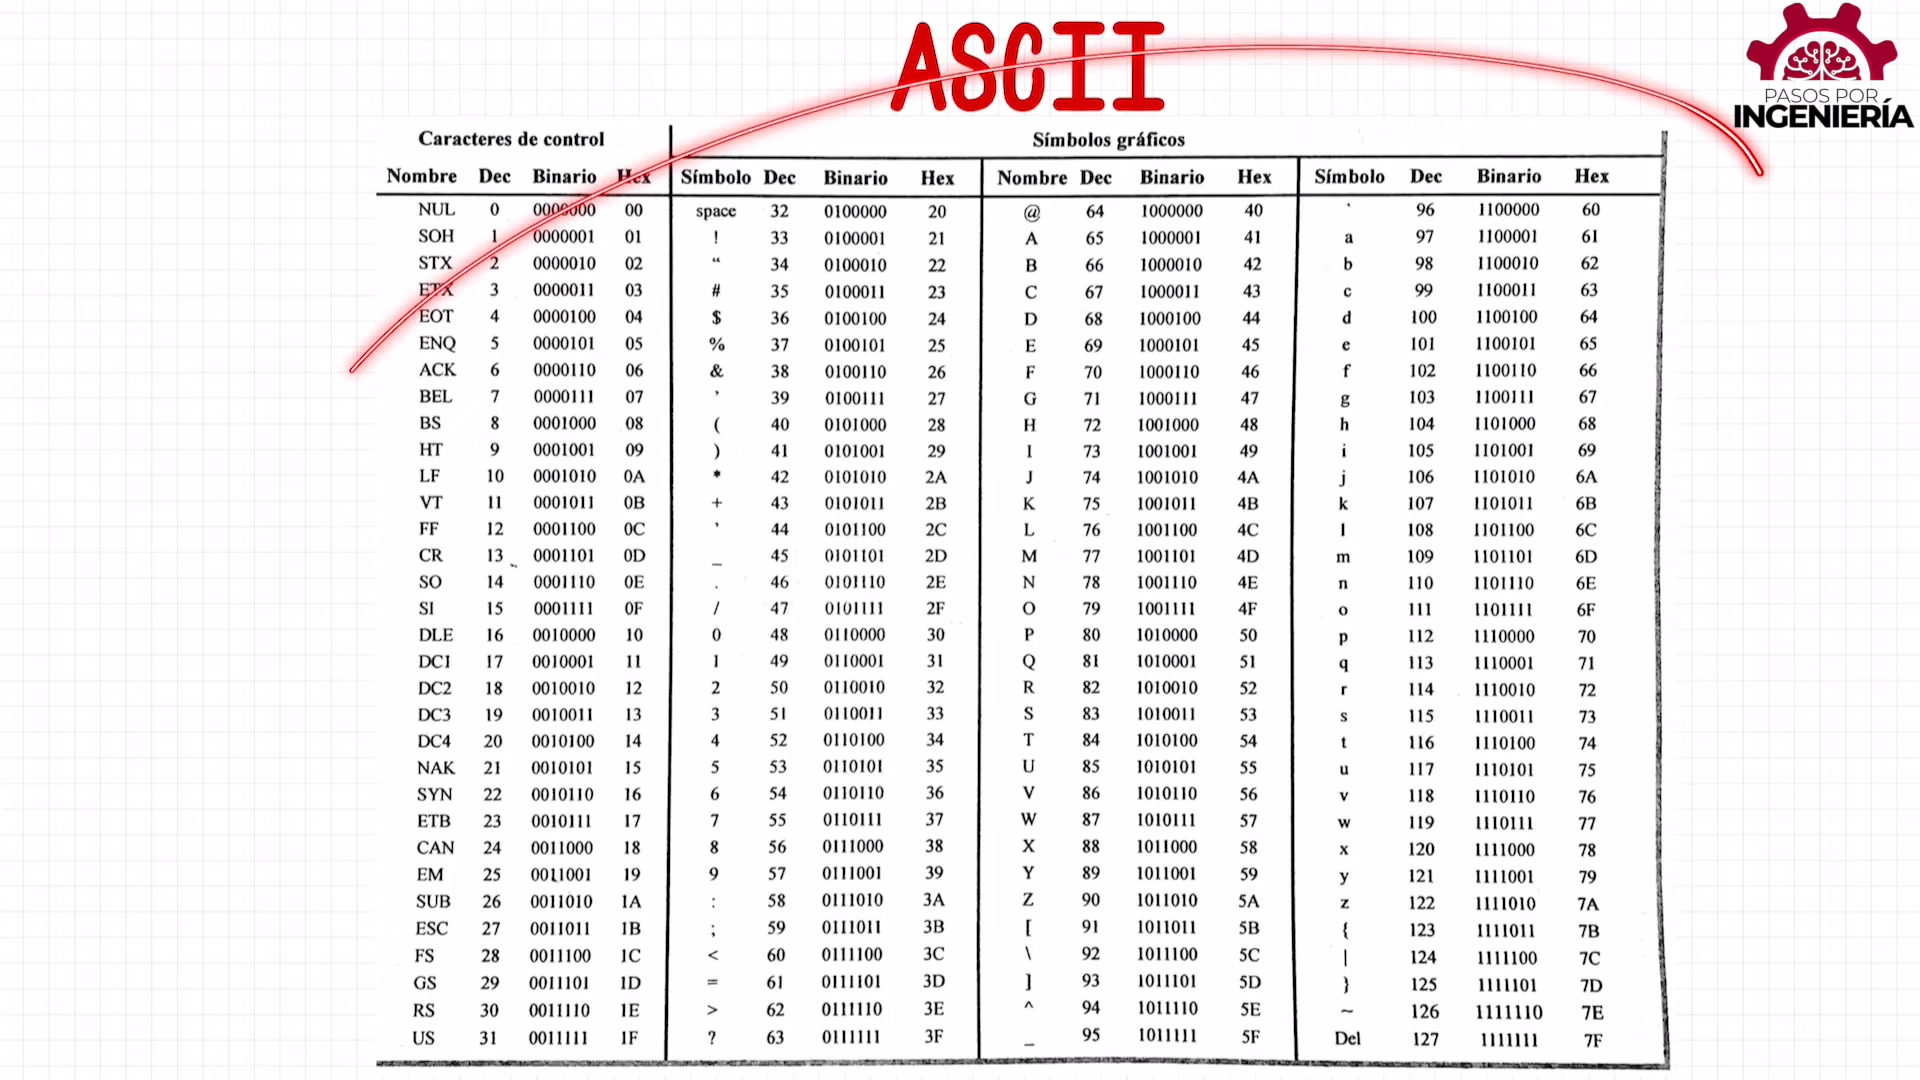 ASCII
PASOS POR
INGENIERÍA
Caracteres de control Símbolos gráficos
Nombre Dec Binario Hex Símbolo Dec Binario Hex Nombre Dec Binario Hex Símbolo Dec Binario Hex
NUL 0 0000000 00 space 32 0100000 20 @ 64 1000000 40 ` 96 1100000 60
SOH 1 0000001 01 ! 33 0100001 21 A 65 1000001 41 a 97 1100001 61
STX 2 0000010 02 “ 34 0100010 22 B 66 1000010 42 b 98 1100010 62
ETX 3 0000011 03 # 35 0100011 23 C 67 1000011 43 c 99 1100011 63
EOT 4 0000100 04 $ 36 0100100 24 D 68 1000100 44 d 100 1100100 64
ENQ 5 0000101 05 % 37 0100101 25 E 69 1000101 45 e 101 1100101 65
ACK 6 0000110 06 & 38 0100110 26 F 70 1000110 46 f 102 1100110 66
BEL 7 0000111 07 ’ 39 0100111 27 G 71 1000111 47 g 103 1100111 67
BS 8 0001000 08 ( 40 0101000 28 H 72 1001000 48 h 104 1101000 68
HT 9 0001001 09 ) 41 0101001 29 I 73 1001001 49 i 105 1101001 69
LF 10 0001010 0A * 42 0101010 2A J 74 1001010 4A j 106 1101010 6A
VT 11 0001011 0B + 43 0101011 2B K 75 1001011 4B k 107 1101011 6B
FF 12 0001100 0C ’ 44 0101100 2C L 76 1001100 4C l 108 1101100 6C
CR 13 0001101 0D _ 45 0101101 2D M 77 1001101 4D m 109 1101101 6D
SO 14 0001110 0E . 46 0101110 2E N 78 1001110 4E n 110 1101110 6E
SI 15 0001111 0F / 47 0101111 2F O 79 1001111 4F o 111 1101111 6F
DLE 16 0010000 10 0 48 0110000 30 P 80 1010000 50 p 112 1110000 70
DC1 17 0010001 11 1 49 0110001 31 Q 81 1010001 51 q 113 1110001 71
DC2 18 0010010 12 2 50 0110010 32 R 82 1010010 52 r 114 1110010 72
DC3 19 0010011 13 3 51 0110011 33 S 83 1010011 53 s 115 1110011 73
DC4 20 0010100 14 4 52 0110100 34 T 84 1010100 54 t 116 1110100 74
NAK 21 0010101 15 5 53 0110101 35 U 85 1010101 55 u 117 1110101 75
SYN 22 0010110 16 6 54 0110110 36 V 86 1010110 56 v 118 1110110 76
ETB 23 0010111 17 7 55 0110111 37 W 87 1010111 57 w 119 1110111 77
CAN 24 0011000 18 8 56 0111000 38 X 88 1011000 58 x 120 1111000 78
EM 25 0011001 19 9 57 0111001 39 Y 89 1011001 59 y 121 1111001 79
SUB 26 0011010 1A : 58 0111010 3A Z 90 1011010 5A z 122 1111010 7A
ESC 27 0011011 1B ; 59 0111011 3B [ 91 1011011 5B { 123 1111011 7B
FS 28 0011100 1C < 60 0111100 3C \ 92 1011100 5C | 124 1111100 7C
GS 29 0011101 1D = 61 0111101 3D ] 93 1011101 5D } 125 1111101 7D
RS 30 0011110 1E > 62 0111110 3E ^ 94 1011110 5E ~ 126 1111110 7E
US 31 0011111 1F ? 63 0111111 3F _ 95 1011111 5F Del 127 1111111 7F